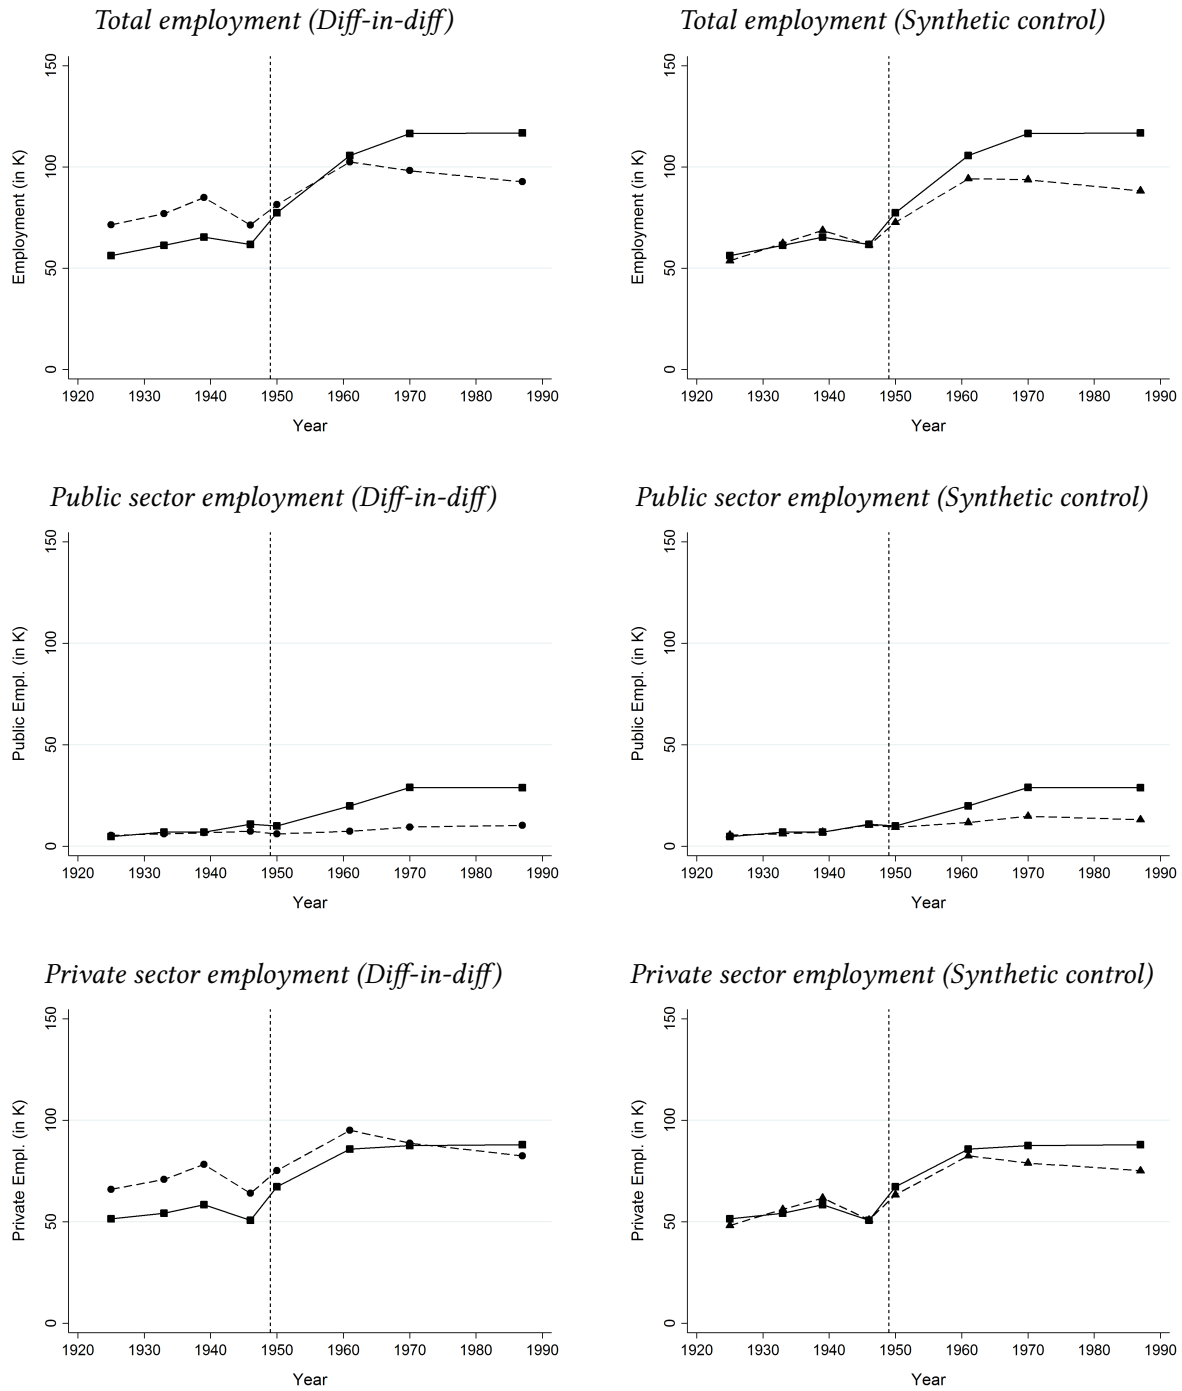 Total employment (Diff-in-diff)
150
100
50
0
Employment (in K)
1920 1930 1940 1950 1960 1970 1980 1990
Year
Total employment (Synthetic control)
150
100
50
0
Employment (in K)
1920 1930 1940 1950 1960 1970 1980 1990
Year
Public sector employment (Diff-in-diff)
150
100
50
0
Public Empl. (in K)
1920 1930 1940 1950 1960 1970 1980 1990
Year
Public sector employment (Synthetic control)
150
100
50
0
Public Empl. (in K)
1920 1930 1940 1950 1960 1970 1980 1990
Year
Private sector employment (Diff-in-diff)
150
100
50
0
Private Empl. (in K)
1920 1930 1940 1950 1960 1970 1980 1990
Year
Private sector employment (Synthetic control)
150
100
50
0
Private Empl. (in K)
1920 1930 1940 1950 1960 1970 1980 1990
Year